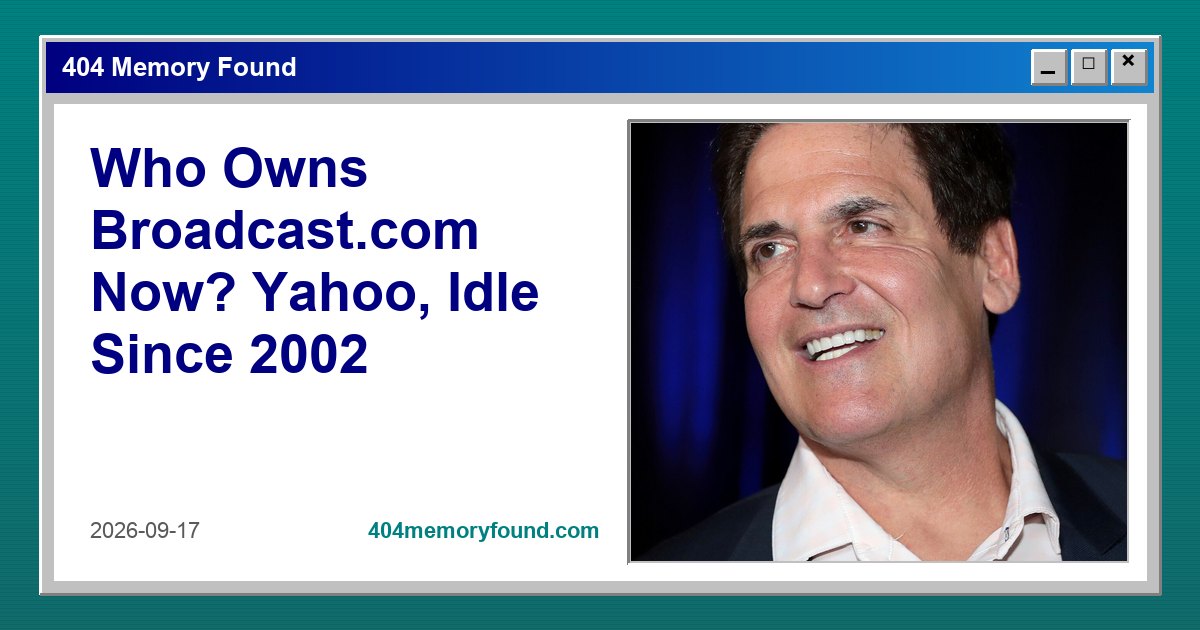 404 Memory Found
Who Owns
Broadcast.com
Now? Yahoo, Idle
Since 2002
2026-09-17
404memoryfound.com